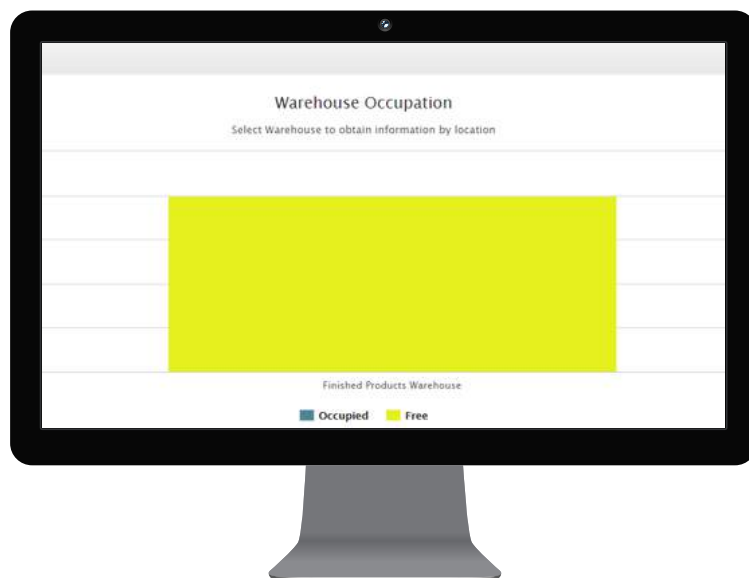 Warehouse Occupation
Select Warehouse to obtain information by location
Finished Products Warehouse
Occupied Free